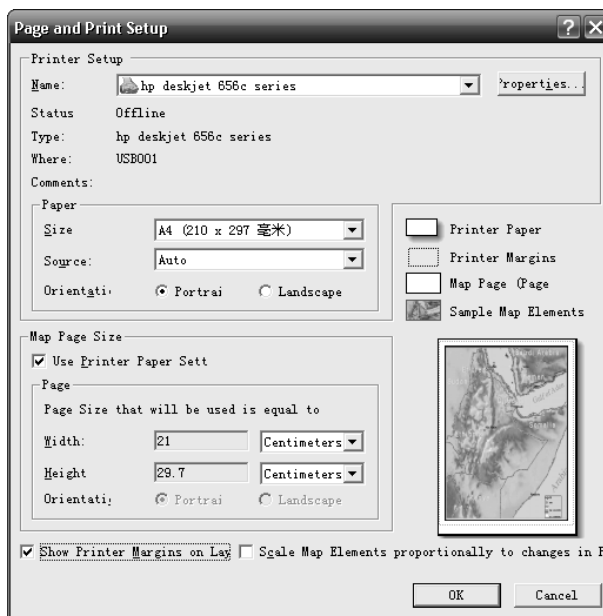 Page and Print Setup
Printer Setup
Name: hp deskjet 656c series Properties...
Status Offline
Type: hp deskjet 656c series
Where: USB001
Comments:
Paper
Size A4 (210 x 297 毫米)
Source: Auto
Orientati Portrai Landscape
Printer Paper
Printer Margins
Map Page (Page
Sample Map Elements
Map Page Size
Use Printer Paper Sett
Page
Page Size that will be used is equal to
Width: 21 Centimeters
Height 29.7 Centimeters
Orientati Portrai Landscape
Show Printer Margins on Lay Scale Map Elements proportionally to changes in P
OK Cancel